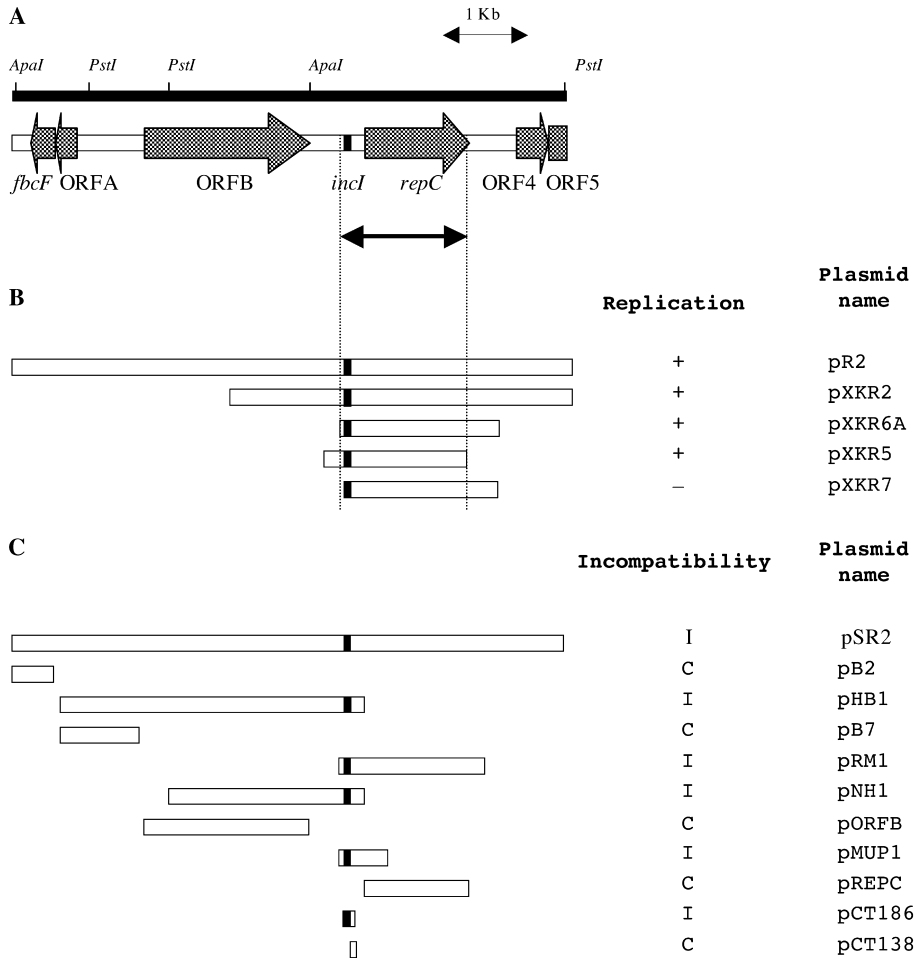 A
1 Kb
ApaI PstI PstI ApaI PstI
fbcF ORFA ORFB incI repC ORF4 ORF5
B
Replication
Plasmid name
+ pR2
+ pXKR2
+ pXKR6A
+ pXKR5
– pXKR7
C
Incompatibility
Plasmid name
I pSR2
C pB2
I pHB1
C pB7
I pRM1
I pNH1
C pORFB
I pMUP1
C pREPC
I pCT186
C pCT138